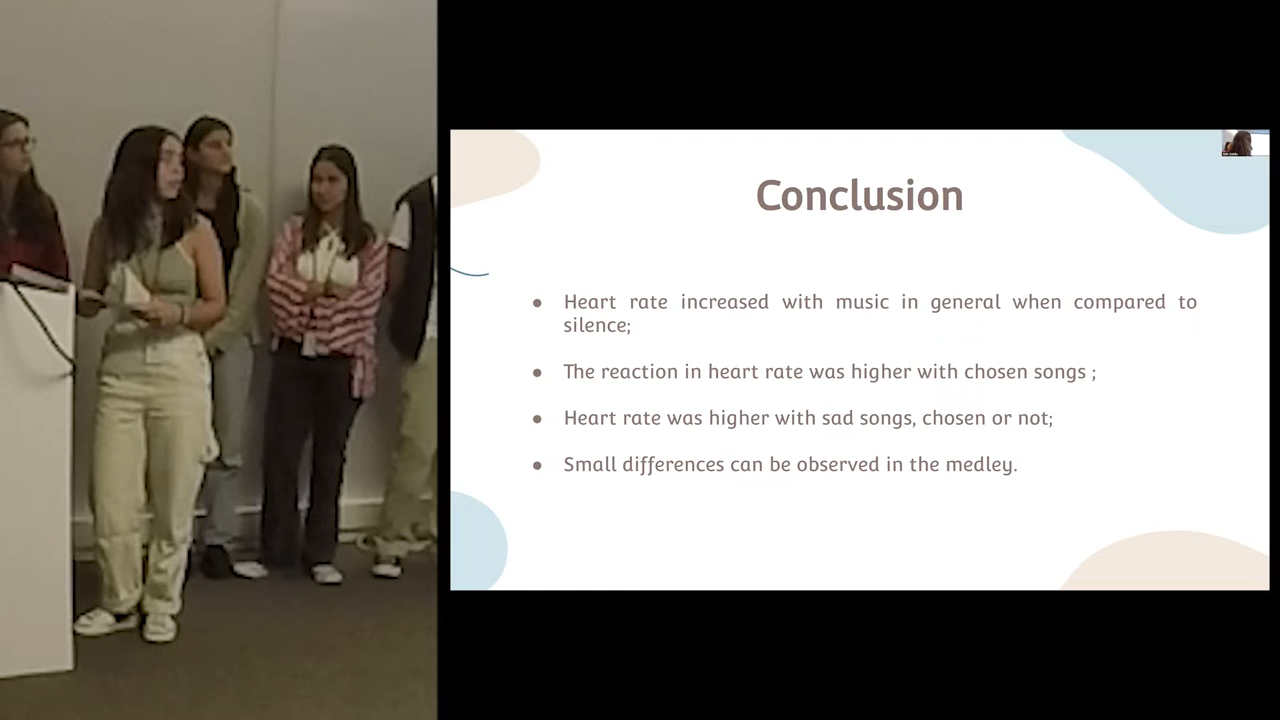 Conclusion
● Heart rate increased with music in general when compared to
silence;
● The reaction in heart rate was higher with chosen songs ;
● Heart rate was higher with sad songs, chosen or not;
● Small differences can be observed in the medley.